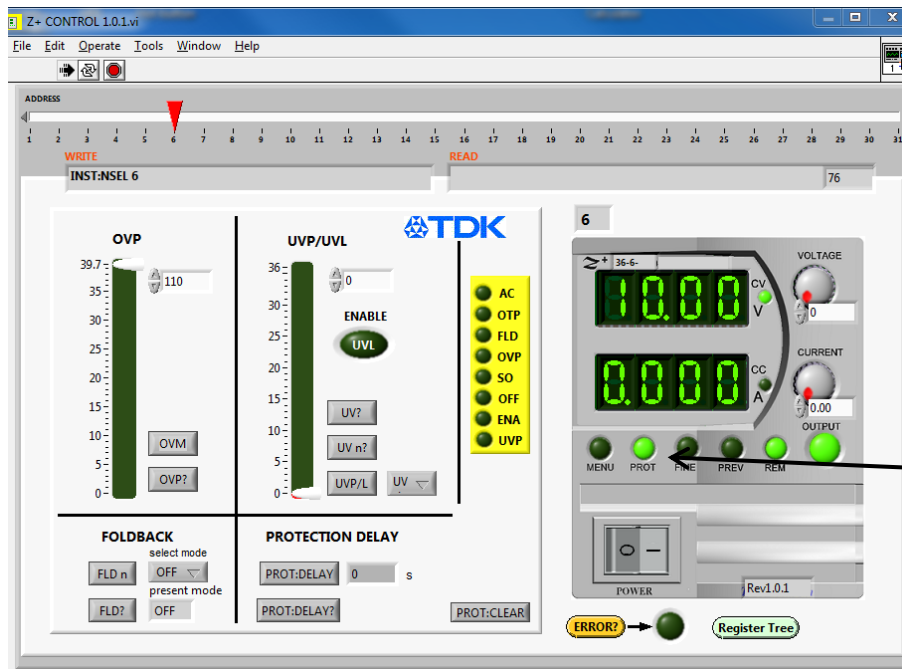 Z+ CONTROL 1.0.1.vi
File Edit Operate Tools Window Help
ADDRESS
1 2 3 4 5 6 7 8 9 10 11 12 13 14 15 16 17 18 19 20 21 22 23 24 25 26 27 28 29 30 31
WRITE READ
INST:NSEL 6 76
6
TDK
OVP
39.7
35
30
25
20
15
10
5
0
110
OVM
OVP?
UVP/UVL
36
30
25
20
15
10
5
0
0
ENABLE
UVL
UV?
UV n?
UVP/L UV
AC
OTP
FLD
OVP
SO
OFF
ENA
UVP
Z+ 36-6-
10.00
CV
V
0.000
CC
A
VOLTAGE
0
CURRENT
0.00
OUTPUT
MENU PROT FINE PREV REM
POWER
Rev1.0.1
FOLDBACK
select mode
FLD n OFF
present mode
FLD? OFF
PROTECTION DELAY
PROT:DELAY 0 s
PROT:DELAY?
PROT:CLEAR
ERROR?
Register Tree